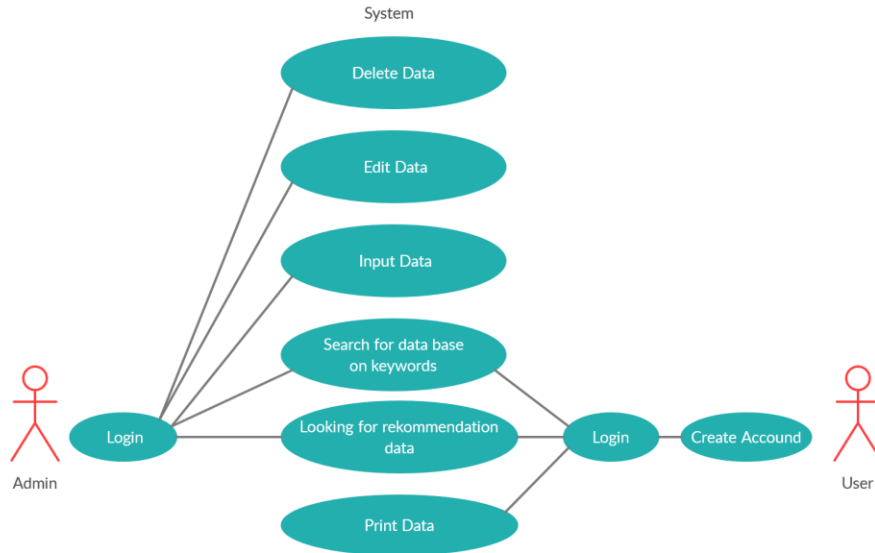 System
Delete Data
Edit Data
Input Data
Search for data base
on keywords
Login
Looking for rekommendation
data
Login
Create Accound
Admin
User
Print Data